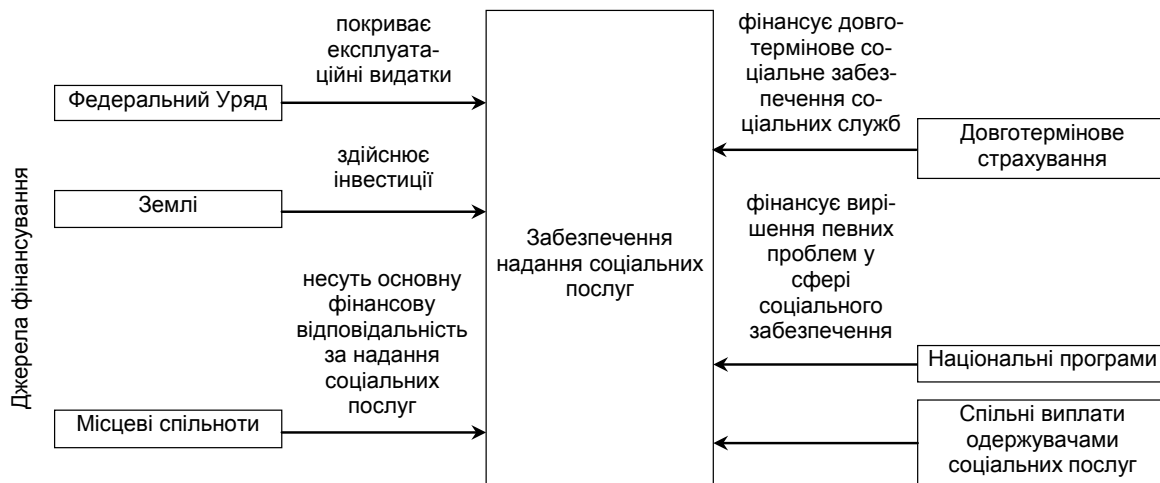 Джерела фінансування
покриває
експлуата-
ційні видатки
Федеральний Уряд
здійснює
інвестиції
Землі
несуть основну
фінансову
відповідальність
за надання
соціальних
послуг
Місцеві спільноти
Забезпечення
надання соціальних
послуг
фінансує довго-
термінове со-
ціальне забез-
печення со-
ціальних служб
Довготермінове
страхування
фінансує вирі-
шення певних
проблем у
сфері
соціального
забезпечення
Національні програми
Спільні виплати
одержувачами
соціальних послуг